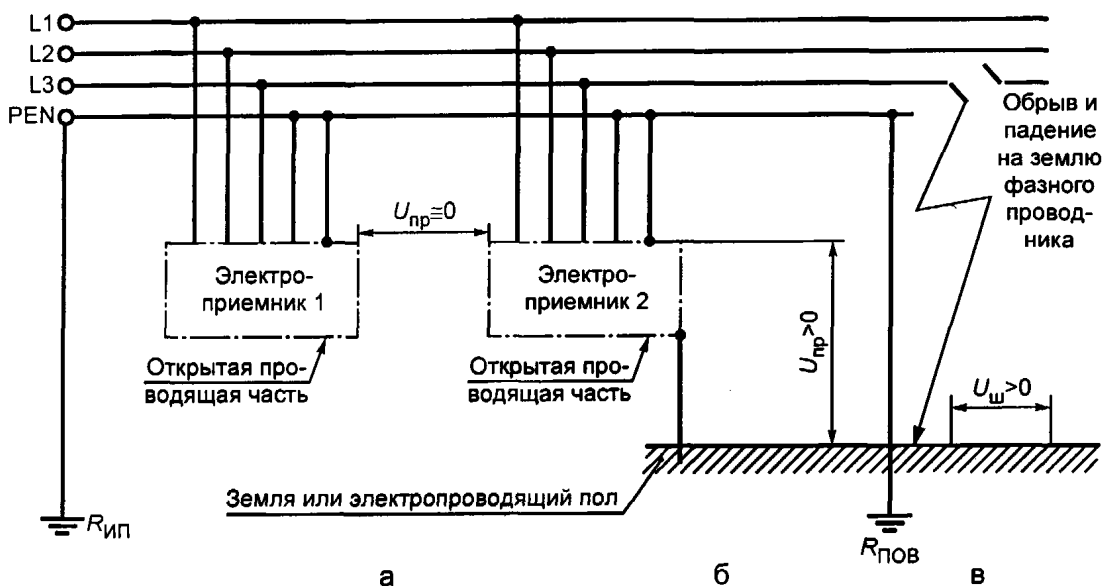 L1
L2
L3
PEN
Обрыв и
падение
на землю
фазного
провод-
ника
Uпр≅0
Электро-
приемник 1
Электро-
приемник 2
Uпр>0
Открытая про-
водящая часть
Открытая про-
водящая часть
Uш>0
Земля или электропроводящий пол
RИП
RПОВ
а
б
в